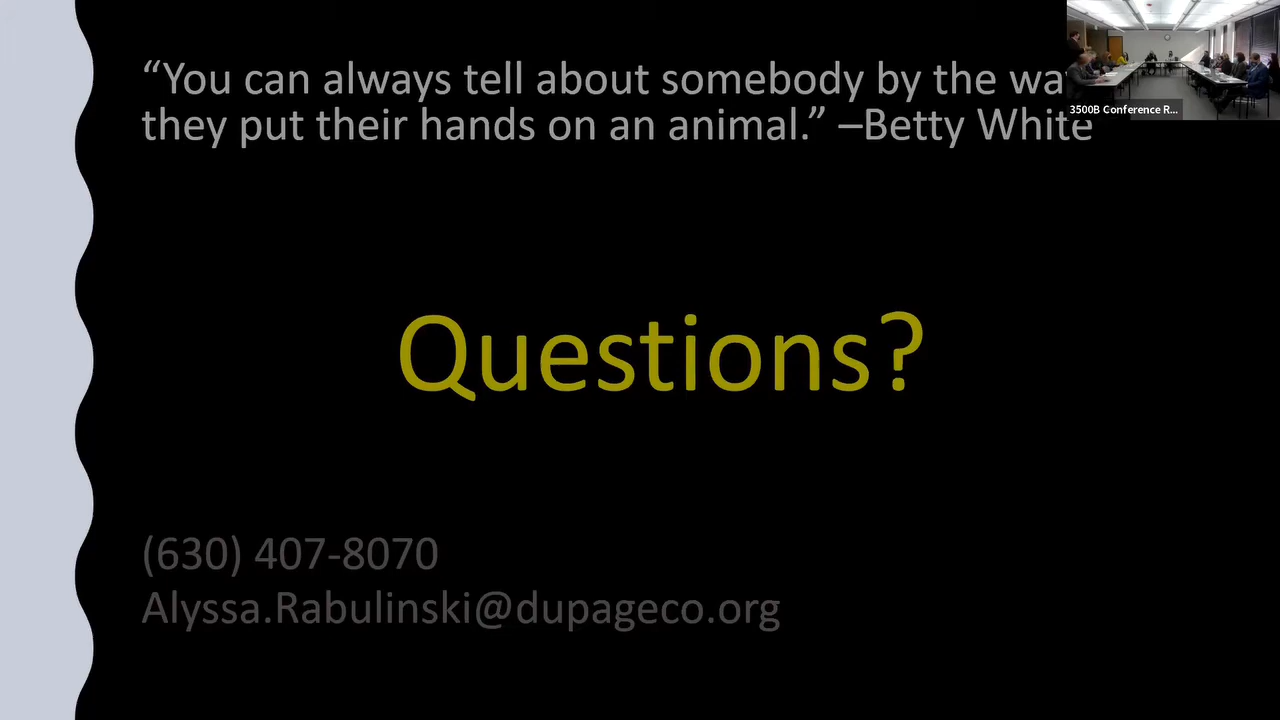 “You can always tell about somebody by the wa
they put their hands on an animal.” –Betty White
3500B Conference R...
Questions?
(630) 407-8070
Alyssa.Rabulinski@dupageco.org